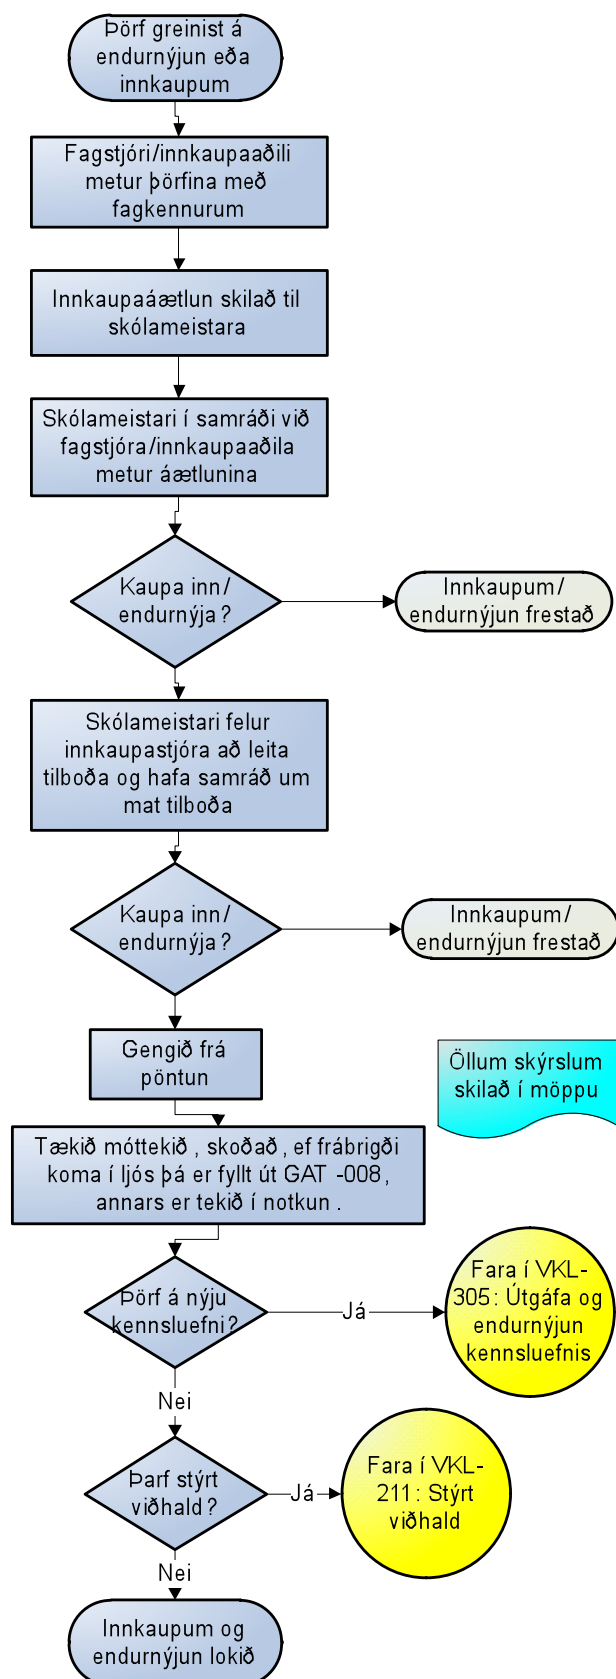 Þörf greinist á
endurnýjun eða
innkaupum
Fagstjóri/innkaupaaðili
metur þörfina með
fagkennurum
Innkaupaáætlun skilað til
skólameistara
Skólameistari í samráði við
fagstjóra/innkaupaaðila
metur áætlunina
Kaupa inn/
endurnýja?
Innkaupum/
endurnýjun frestað
Skólameistari felur
innkaupastjóra að leita
tilboða og hafa samráð um
mat tilboða
Kaupa inn/
endurnýja?
Innkaupum/
endurnýjun frestað
Gengið frá
pöntun
Öllum skýrslum
skilað í möppu
Tækið móttekið, skoðað, ef frábrigði
koma í ljós þá er fyllt út GAT -008,
annars er tekið í notkun.
Þörf á nýju
kennsluefni?
Já
Fara í VKL-
305: Útgáfa og
endurnýjun
kennsluefnis
Nei
Þarf stýrt
viðhald?
Já
Fara í VKL-
211: Stýrt
viðhald
Nei
Innkaupum og
endurnýjun lokið